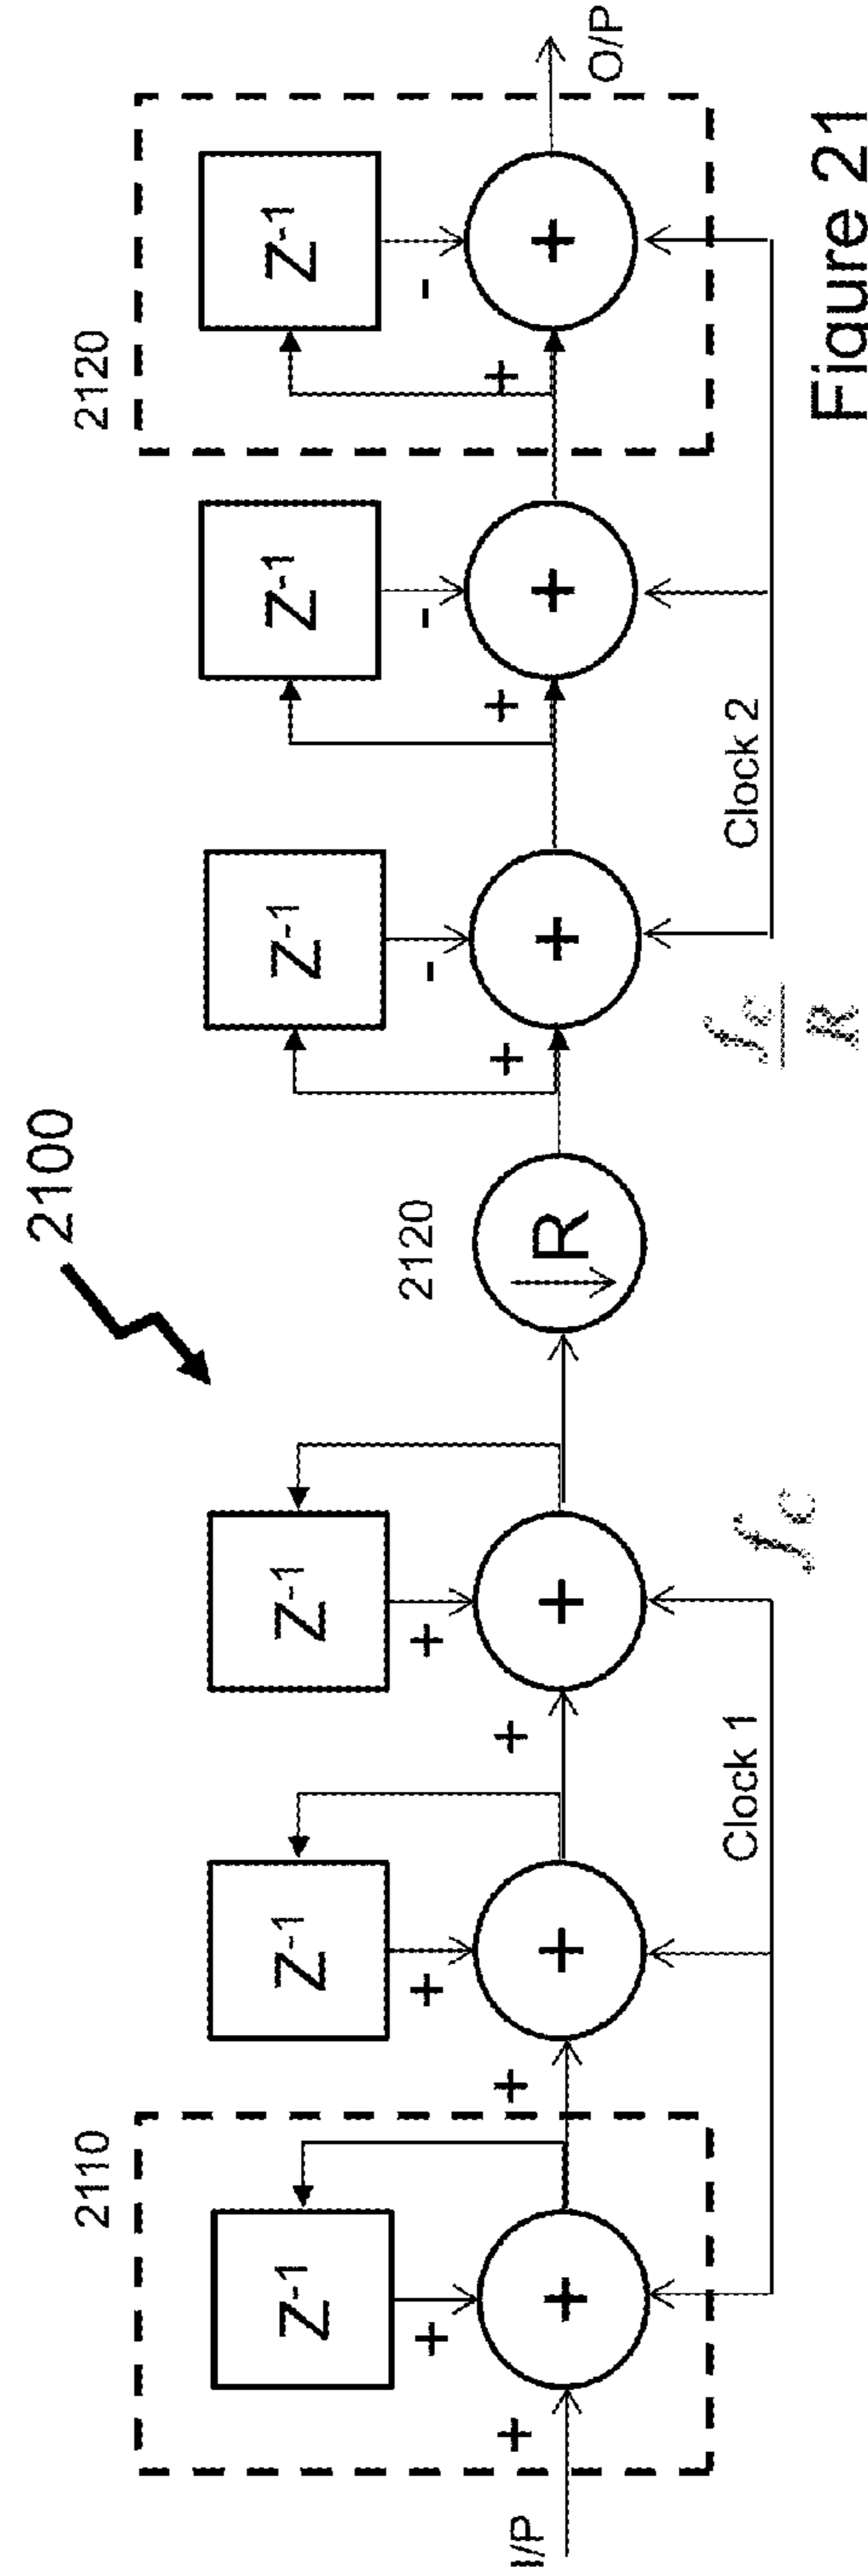 2100
2110
2120
2120
Z-1
Z-1
Z-1
Z-1
Z-1
Z-1
+
+
+
-
-
-
I/P
+
+
+
+
+
+
R
+
+
+
+
+
+
O/P
Clock 1
fC
fC/R
Clock 2
Figure 21